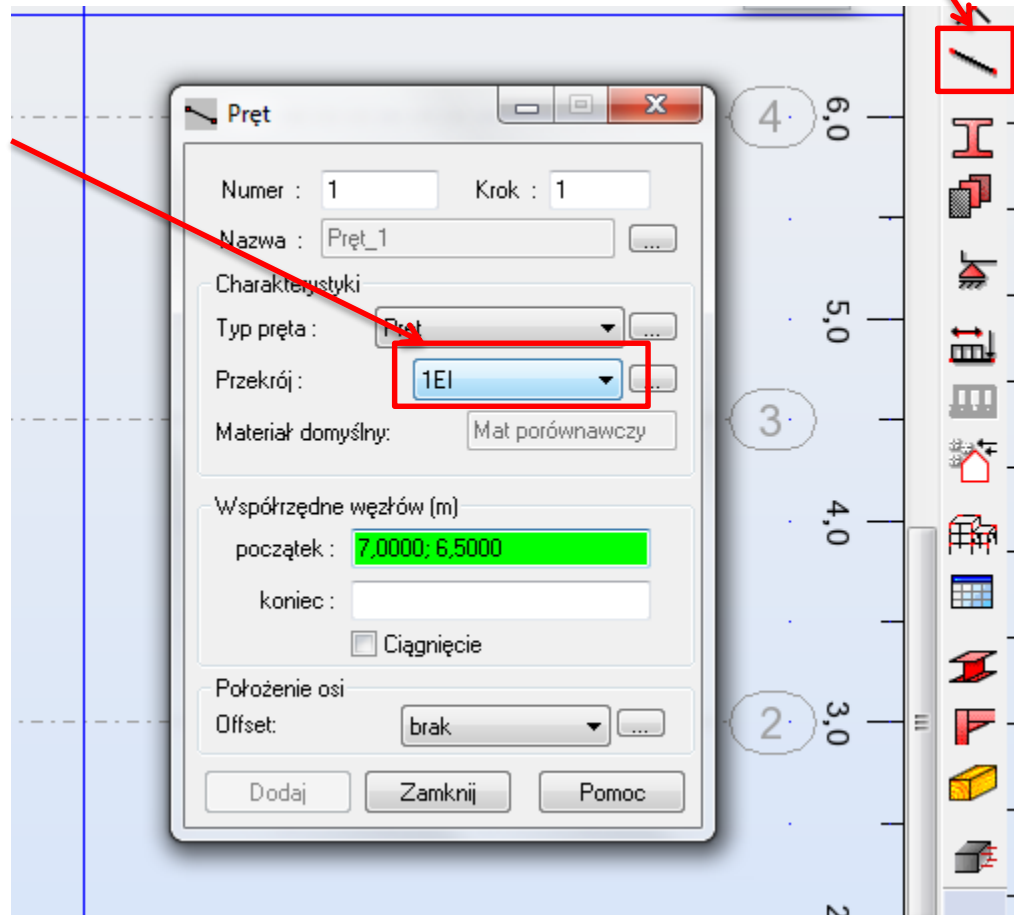 Pręt
Numer : 1 Krok : 1
Nazwa : Pręt_1 ...
Charakterystyki
Typ pręta : Pręt ...
Przekrój : 1EI ...
Materiał domyślny: Mat porównawczy
Współrzędne węzłów (m)
początek : 7,0000; 6,5000
koniec :
Ciągnięcie
Położenie osi
Offset: brak ...
Dodaj Zamknij Pomoc
4 6,0
5,0
3
4,0
2 3,0
2